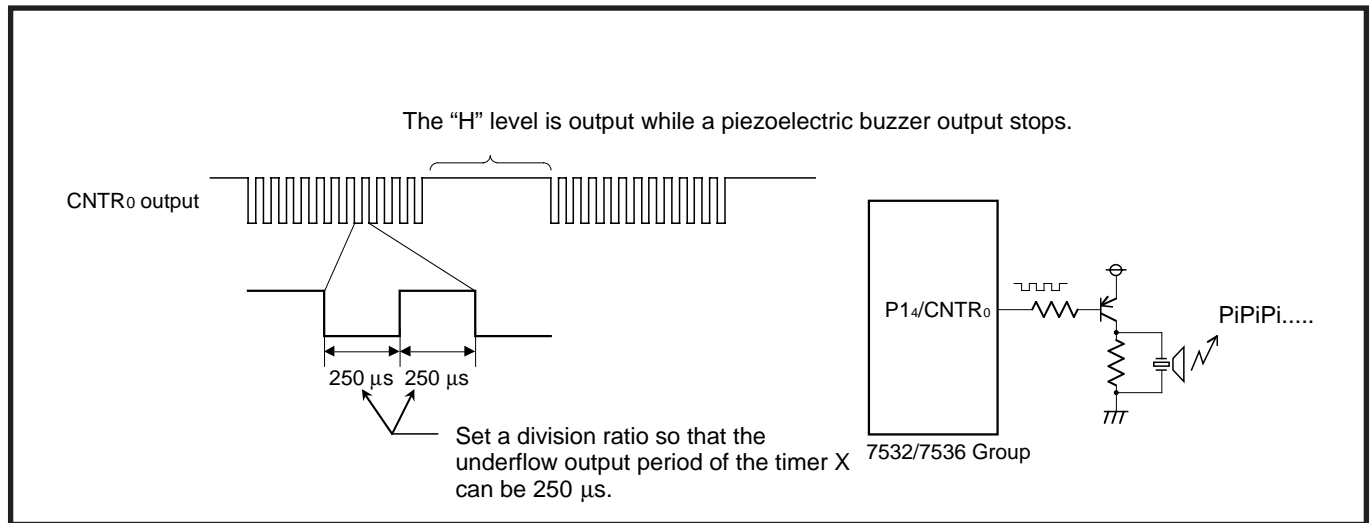 The “H” level is output while a piezoelectric buzzer output stops.
CNTR0 output
250 μs 250 μs
Set a division ratio so that the
underflow output period of the timer X
can be 250 μs.
P14/CNTR0
PiPiPi.....
7532/7536 Group